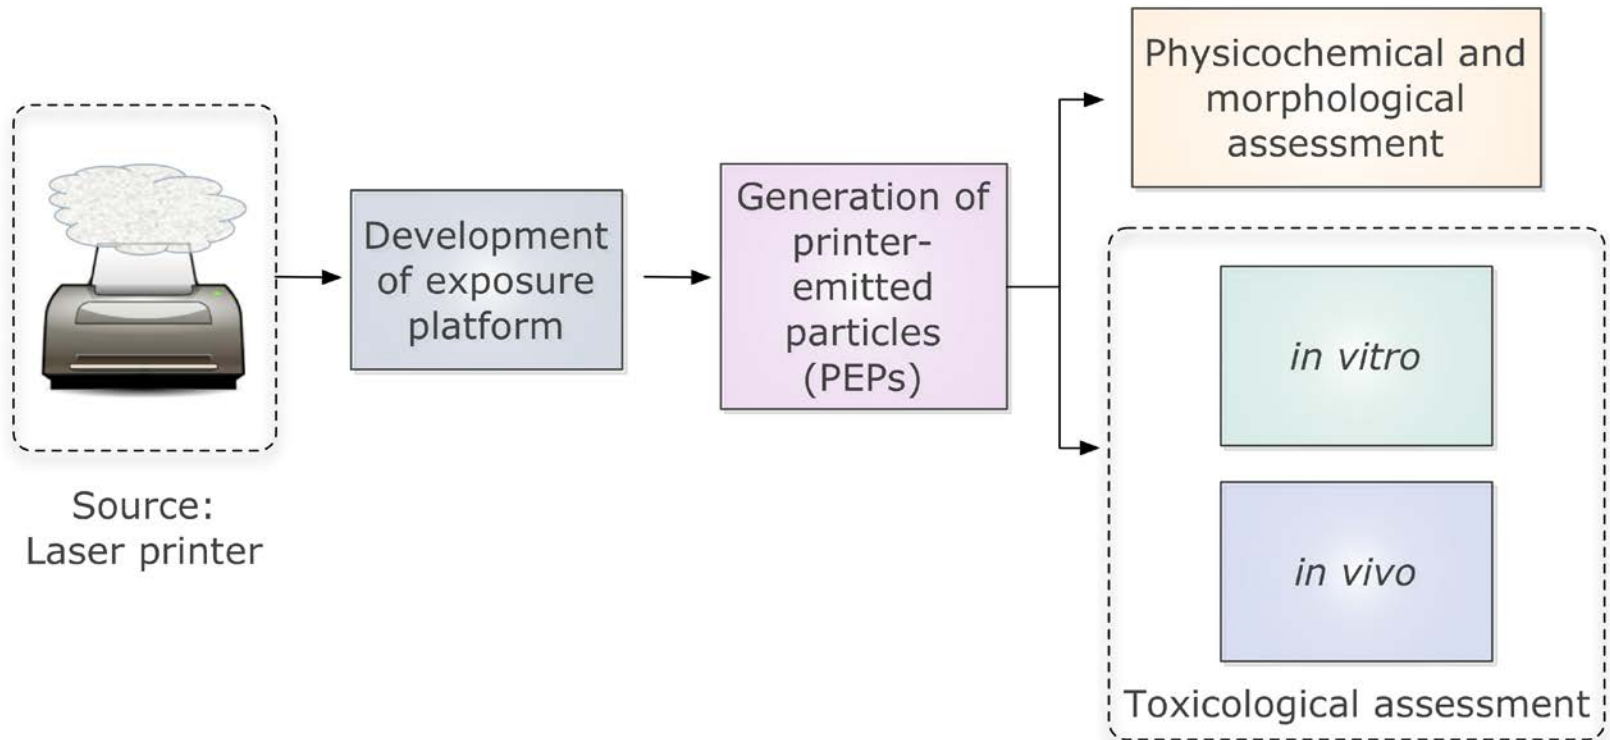 Source:
Laser printer
Development
of exposure
platform
Generation of
printer-
emitted
particles
(PEPs)
Physicochemical and
morphological
assessment
in vitro
in vivo
Toxicological assessment